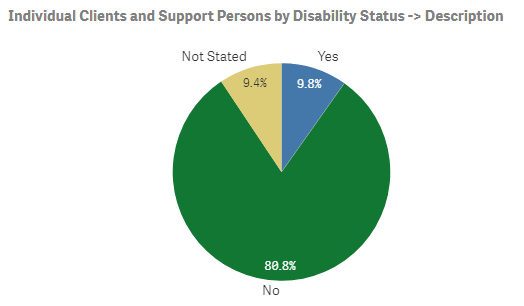 Individual Clients and Support Persons by Disability Status -> Description
Not Stated
Yes
9.4%
9.8%
80.8%
No